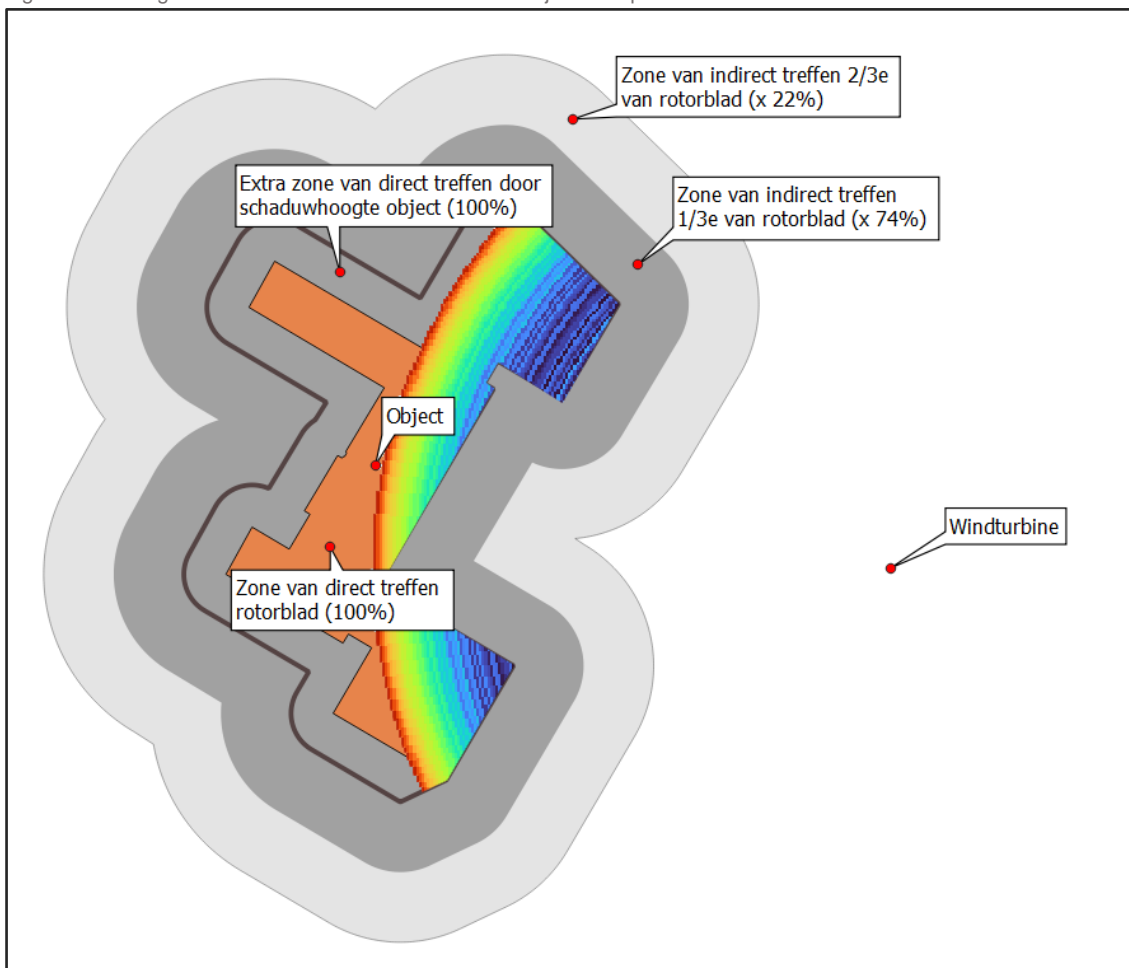 Zone van indirect treffen 2/3e
van rotorblad (x 22%)
Extra zone van direct treffen door
schaduwhoogte object (100%)
Zone van indirect treffen
1/3e van rotorblad (x 74%)
Object
Windturbine
Zone van direct treffen
rotorblad (100%)